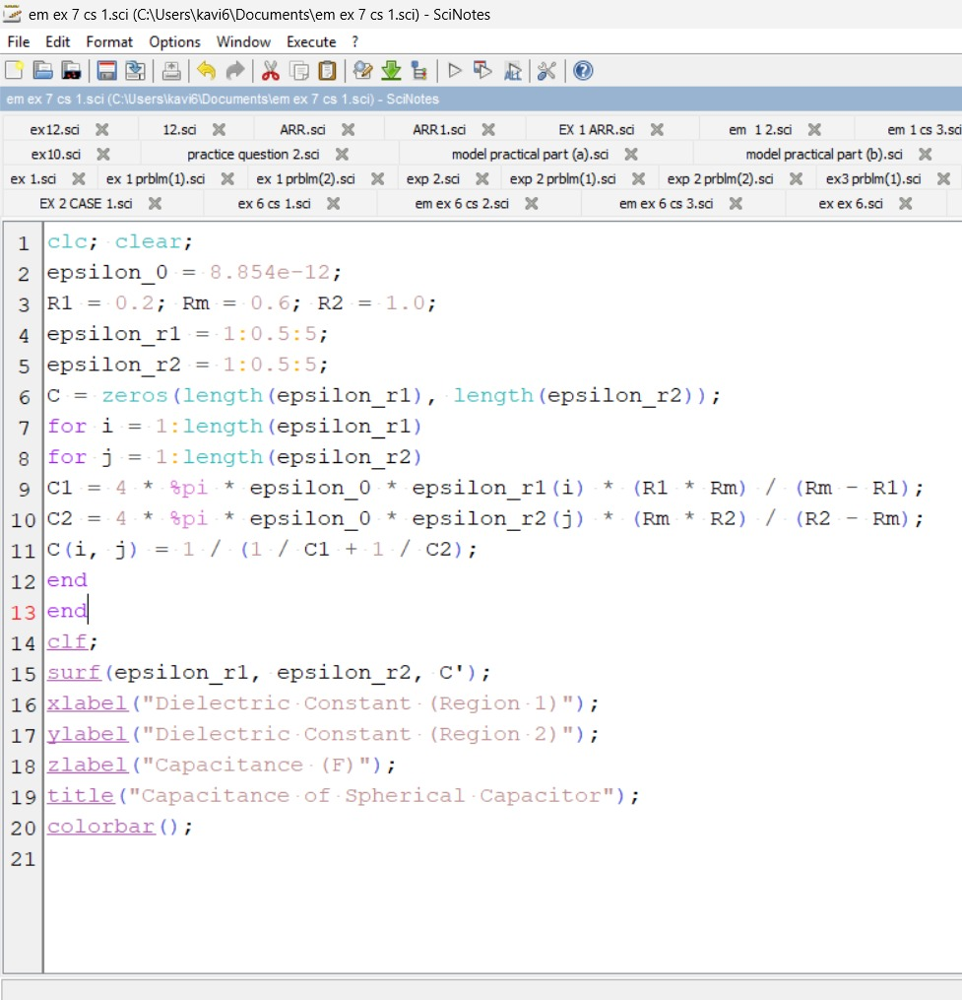 em ex 7 cs 1.sci (C:\Users\kavi6\Documents\em ex 7 cs 1.sci) - SciNotes
File Edit Format Options Window Execute ?
em ex 7 cs 1.sci (C:\Users\kavi6\Documents\em ex 7 cs 1.sci) - SciNotes
ex12.sci 12.sci ARR.sci ARR1.sci EX 1 ARR.sci em 1 2.sci em 1 cs 3.sci
ex10.sci practice question 2.sci model practical part (a).sci model practical part (b).sci
ex 1.sci ex 1 prblm(1).sci ex 1 prblm(2).sci exp 2.sci exp 2 prblm(1).sci exp 2 prblm(2).sci ex3 prblm(1).sci
EX 2 CASE 1.sci ex 6 cs 1.sci em ex 6 cs 2.sci em ex 6 cs 3.sci ex ex 6.sci
1 clc; clear;
2 epsilon_0 = 8.854e-12;
3 R1 = 0.2; Rm = 0.6; R2 = 1.0;
4 epsilon_r1 = 1:0.5:5;
5 epsilon_r2 = 1:0.5:5;
6 C = zeros(length(epsilon_r1), length(epsilon_r2));
7 for i = 1:length(epsilon_r1)
8 for j = 1:length(epsilon_r2)
9 C1 = 4 * %pi * epsilon_0 * epsilon_r1(i) * (R1 * Rm) / (Rm - R1);
10 C2 = 4 * %pi * epsilon_0 * epsilon_r2(j) * (Rm * R2) / (R2 - Rm);
11 C(i, j) = 1 / (1 / C1 + 1 / C2);
12 end
13 end
14 clf;
15 surf(epsilon_r1, epsilon_r2, C');
16 xlabel("Dielectric Constant (Region 1)");
17 ylabel("Dielectric Constant (Region 2)");
18 zlabel("Capacitance (F)");
19 title("Capacitance of Spherical Capacitor");
20 colorbar();
21